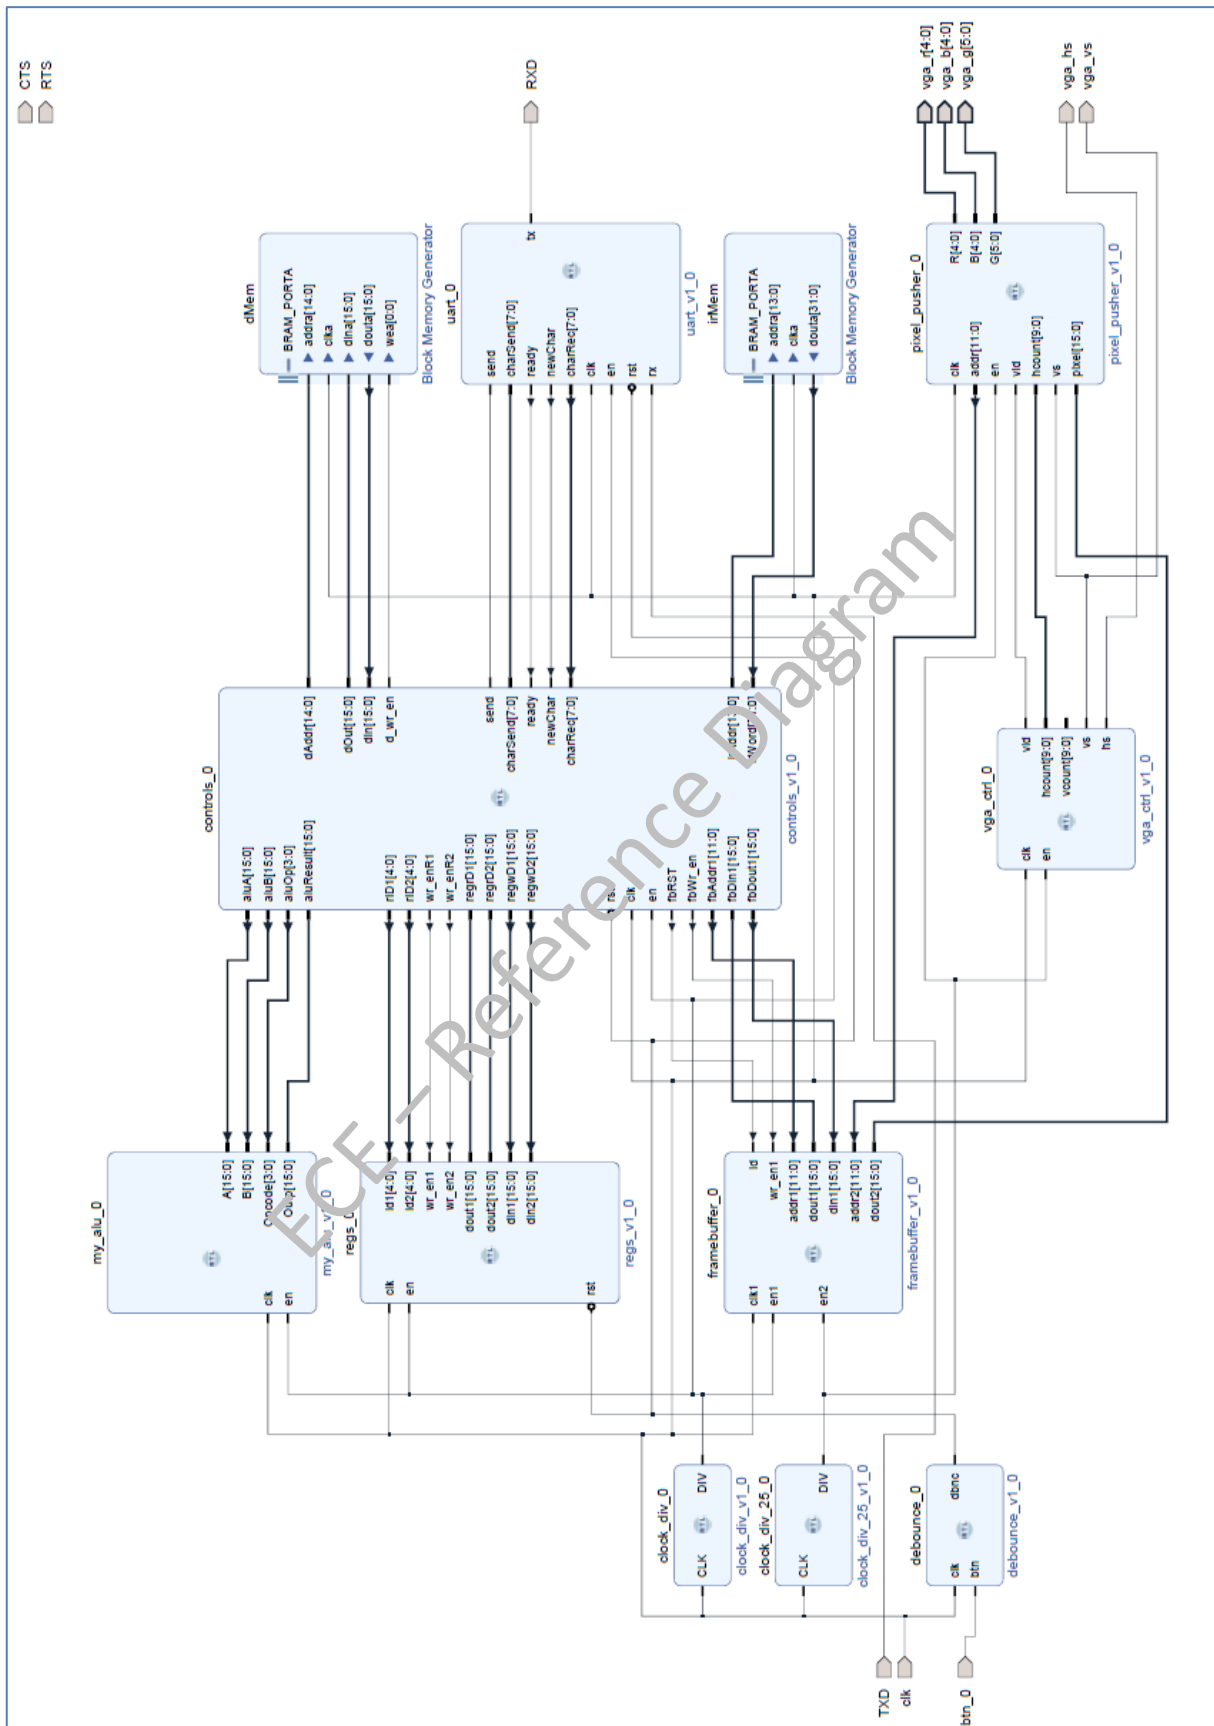 CTS
RTS
dMem
BRAM_PORTA
addra[14:0]
clka
dina[15:0]
douta[15:0]
wea[0:0]
Block Memory Generator
uart_0
send
charSend[7:0]
ready
newChar
charRec[7:0]
clk
en
rst
rx
tx
uart_v1_0
RXD
irMem
BRAM_PORTA
addra[13:0]
clka
douta[31:0]
Block Memory Generator
pixel_pusher_0
clk
addr[11:0]
en
vid
hcount[9:0]
vs
pixel[15:0]
R[4:0]
B[4:0]
G[5:0]
pixel_pusher_v1_0
vga_r[4:0]
vga_b[4:0]
vga_g[5:0]
vga_hs
vga_vs
controls_0
aluA[15:0]
aluB[15:0]
aluOp[3:0]
aluResult[15:0]
rID1[4:0]
rID2[4:0]
wr_enR1
wr_enR2
regrD1[15:0]
regrD2[15:0]
regwD1[15:0]
regwD2[15:0]
rst
clk
en
fbRST
fbWr_en
fbAddr1[11:0]
fbDin1[15:0]
fbDout1[15:0]
dAddr[14:0]
dOut[15:0]
dIn[15:0]
d_wr_en
send
charSend[7:0]
ready
newChar
charRec[7:0]
controls_v1_0
vga_ctrl_0
clk
en
vid
hcount[9:0]
vcount[9:0]
vs
hs
vga_ctrl_v1_0
my_alu_0
clk
en
A[15:0]
B[15:0]
Opcode[3:0]
my_alu_v1_0
regs_0
clk
en
rst
id1[4:0]
id2[4:0]
wr_en1
wr_en2
dout1[15:0]
dout2[15:0]
din1[15:0]
din2[15:0]
regs_v1_0
framebuffer_0
clk1
en1
en2
ld
wr_en1
addr1[11:0]
dout1[15:0]
din1[15:0]
addr2[11:0]
dout2[15:0]
framebuffer_v1_0
clock_div_0
CLK
DIV
clock_div_v1_0
clock_div_25_0
CLK
DIV
clock_div_25_v1_0
debounce_0
clk
btn
dbnc
debounce_v1_0
TXD
clk
btn_0
ECE – Reference Diagram